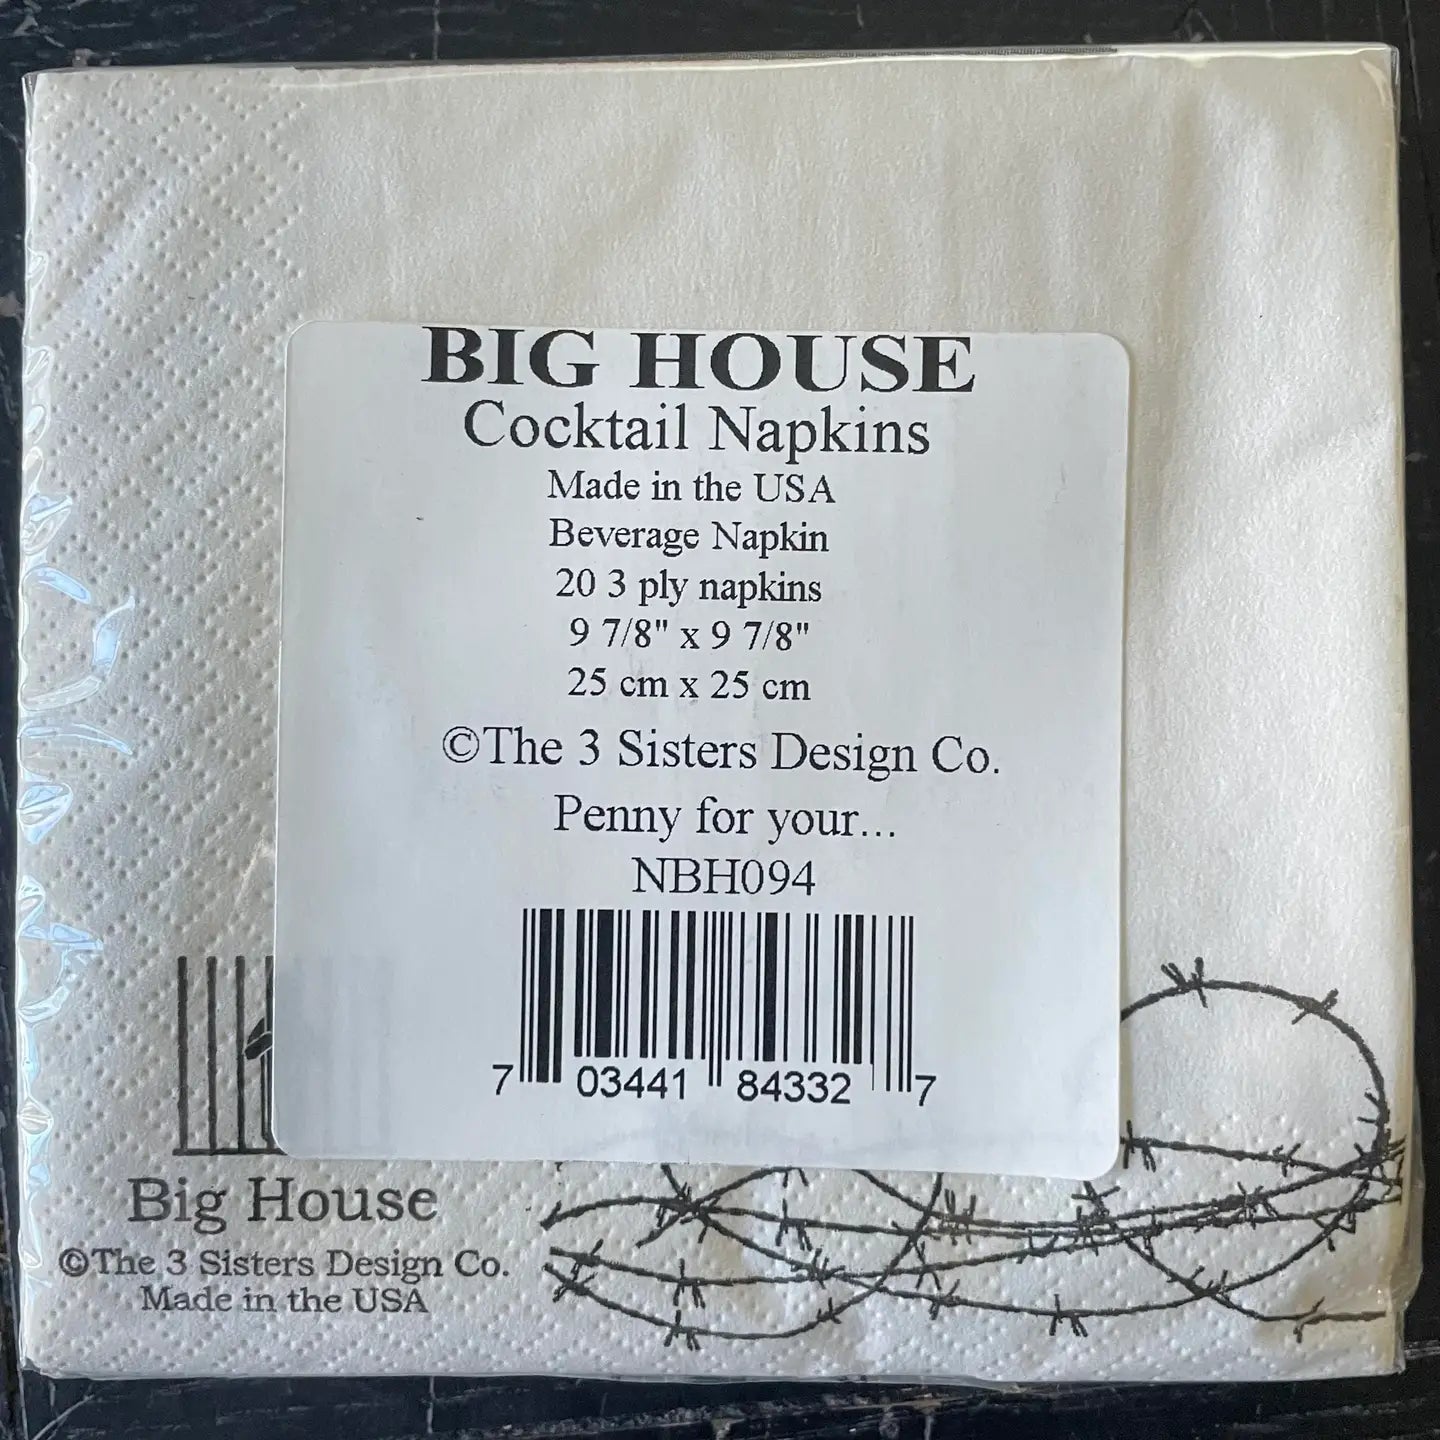 BIG HOUSE
Cocktail Napkins
Made in the USA
Beverage Napkin
20 3 ply napkins
9 7/8" x 9 7/8"
25 cm x 25 cm
©The 3 Sisters Design Co.
Penny for your...
NBH094
7 03441 84332 7
Big House
©The 3 Sisters Design Co.
Made in the USA